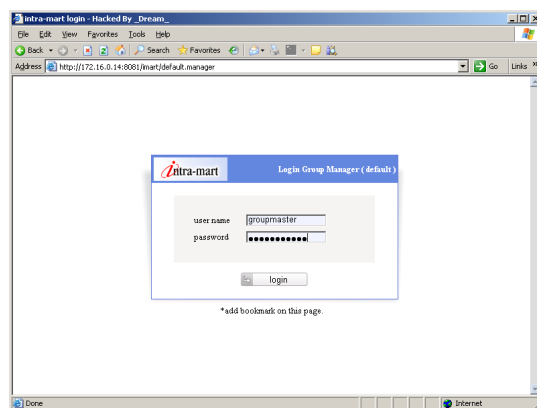 intra-mart login - Hacked By _Dream_
File Edit View Favorites Tools Help
Back Search Favorites
Address http://172.16.0.14:8081/imart/default.manager Go Links »
intra-mart Login Group Manager ( default )
user name groupmaster
password ●●●●●●●●●●●
login
*add bookmark on this page.
Done Internet